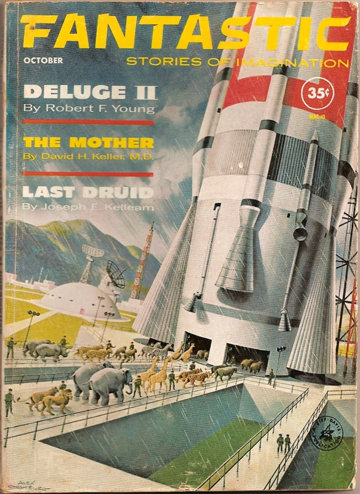 FANTASTIC
OCTOBER
STORIES OF IMAGINATION
35¢
DELUGE II
By Robert F. Young
THE MOTHER
By David H. Keller, M.D.
LAST DRUID
By Joseph E. Kelleam